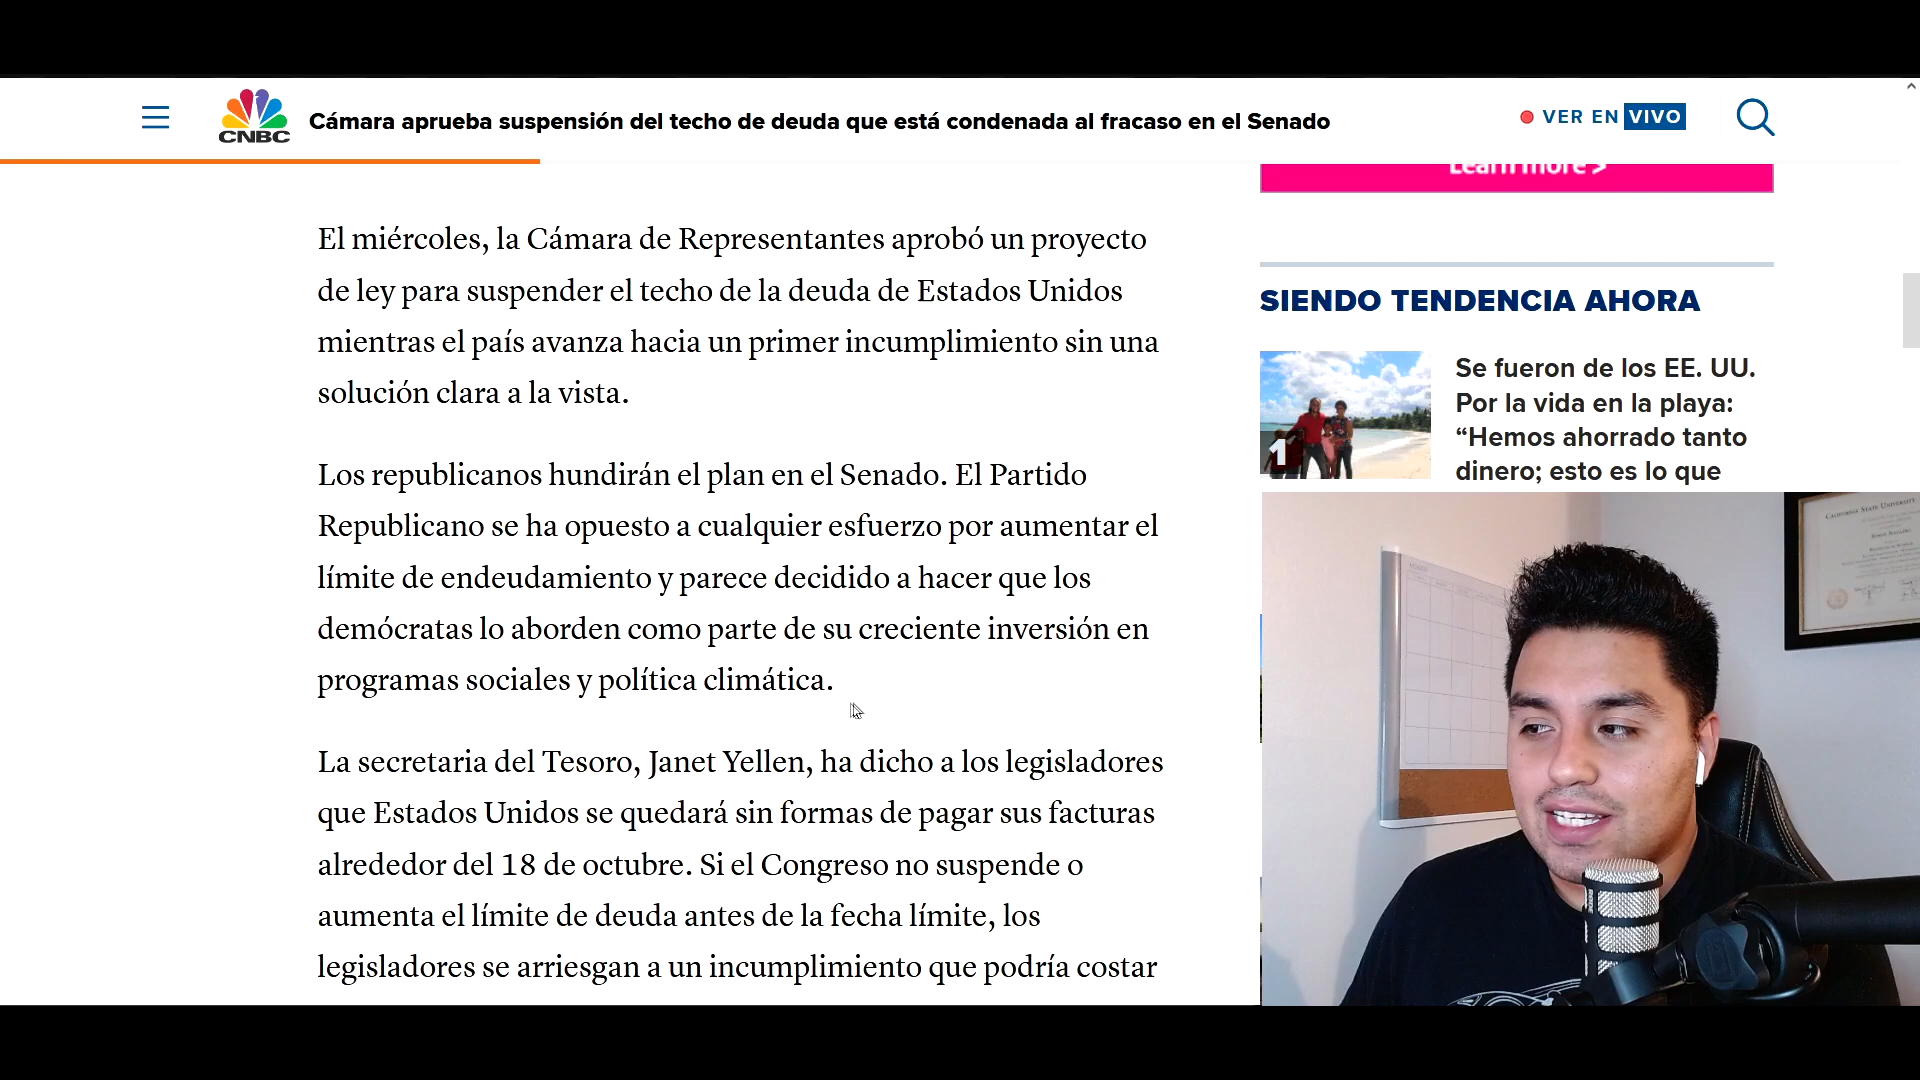 CNBC
Cámara aprueba suspensión del techo de deuda que está condenada al fracaso en el Senado
VER EN VIVO
Learn more >
El miércoles, la Cámara de Representantes aprobó un proyecto
de ley para suspender el techo de la deuda de Estados Unidos
mientras el país avanza hacia un primer incumplimiento sin una
solución clara a la vista.
Los republicanos hundirán el plan en el Senado. El Partido
Republicano se ha opuesto a cualquier esfuerzo por aumentar el
límite de endeudamiento y parece decidido a hacer que los
demócratas lo aborden como parte de su creciente inversión en
programas sociales y política climática.
La secretaria del Tesoro, Janet Yellen, ha dicho a los legisladores
que Estados Unidos se quedará sin formas de pagar sus facturas
alrededor del 18 de octubre. Si el Congreso no suspende o
aumenta el límite de deuda antes de la fecha límite, los
legisladores se arriesgan a un incumplimiento que podría costar
SIENDO TENDENCIA AHORA
1
Se fueron de los EE. UU.
Por la vida en la playa:
“Hemos ahorrado tanto
dinero; esto es lo que
CALIFORNIA STATE UNIVERSITY